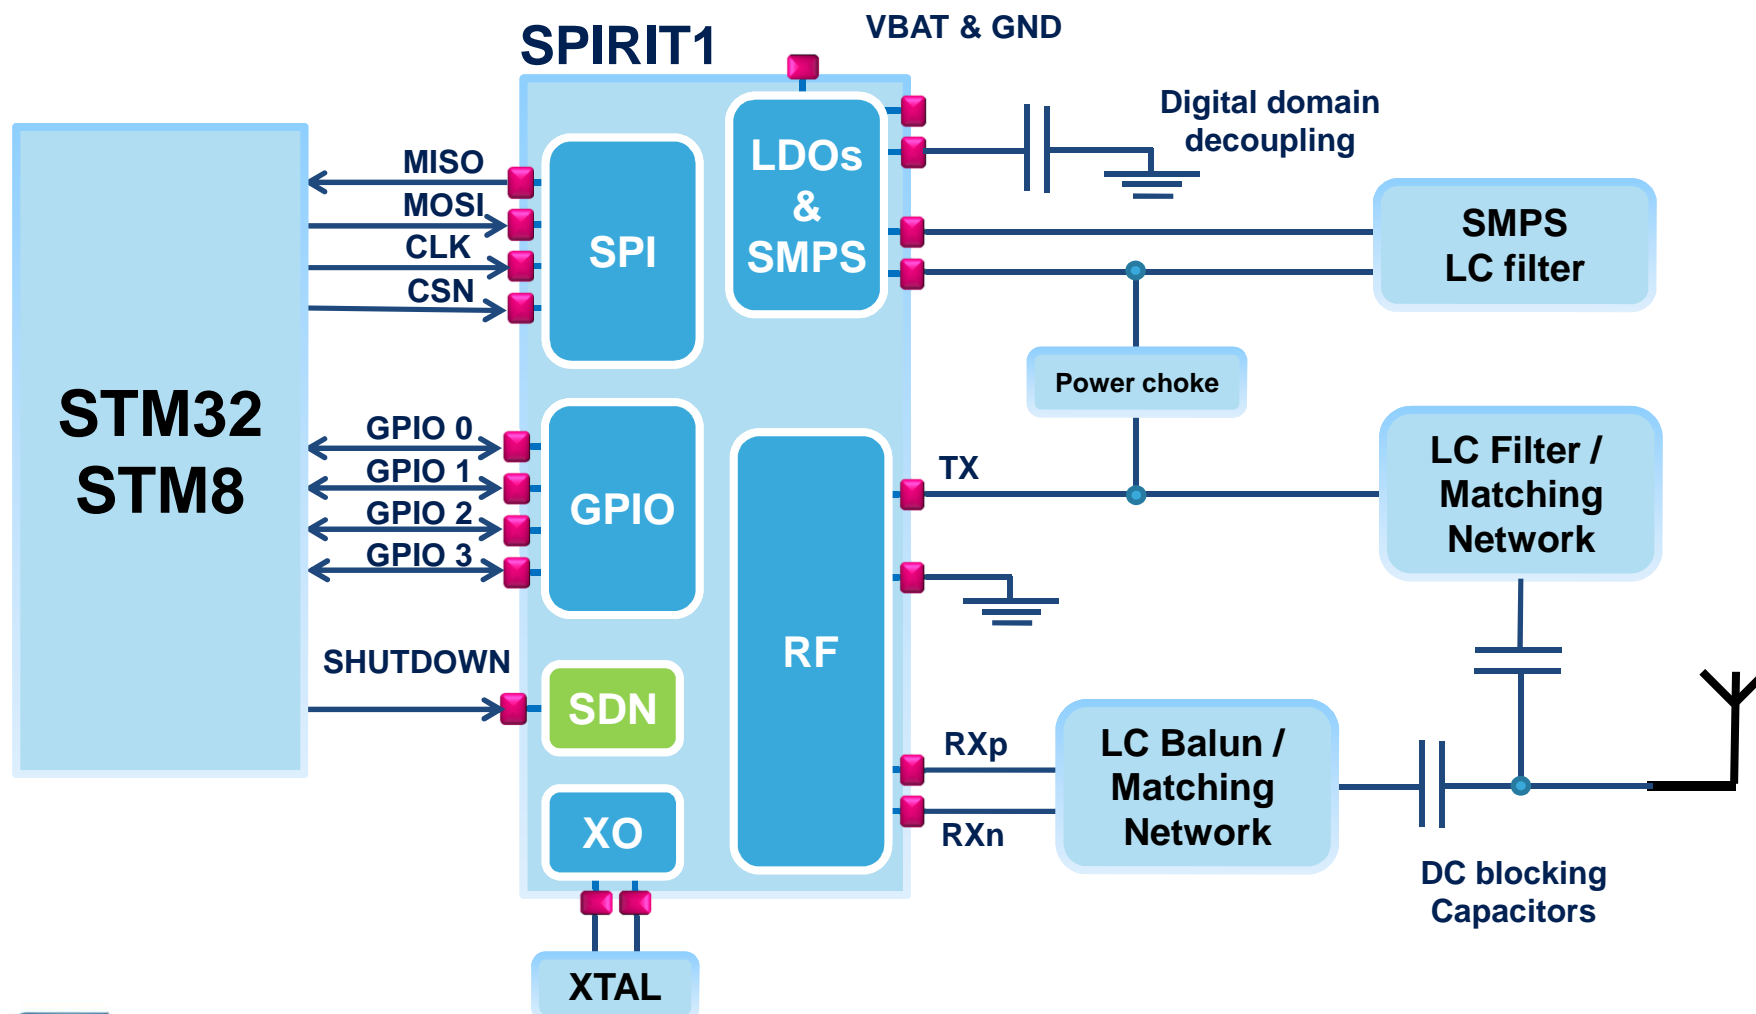 SPIRIT1
VBAT & GND
Digital domain
decoupling
MISO
MOSI
CLK
CSN
SPI
LDOs
&
SMPS
SMPS
LC filter
Power choke
STM32
STM8
GPIO 0
GPIO 1
GPIO 2
GPIO 3
GPIO
TX
LC Filter /
Matching
Network
RF
SHUTDOWN
SDN
RXp
RXn
LC Balun /
Matching
Network
XO
DC blocking
Capacitors
XTAL